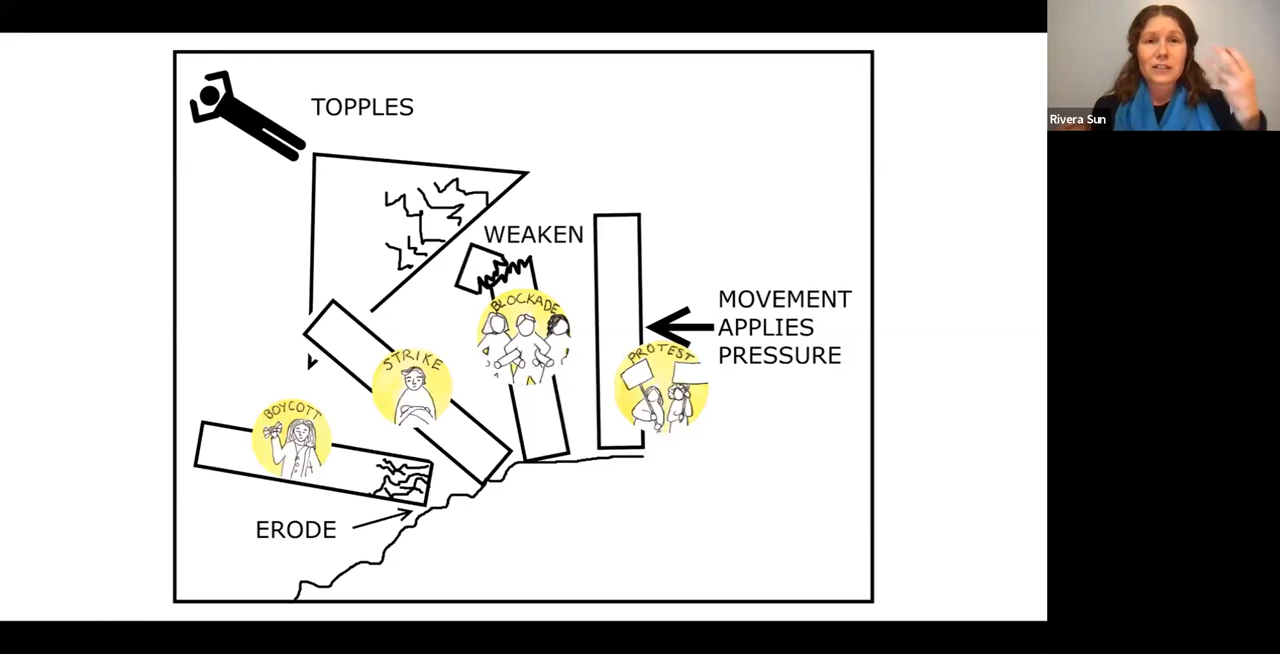 TOPPLES
WEAKEN
BLOCKADE
MOVEMENT
APPLIES
PRESSURE
PROTEST
STRIKE
BOYCOTT
ERODE
Rivera Sun